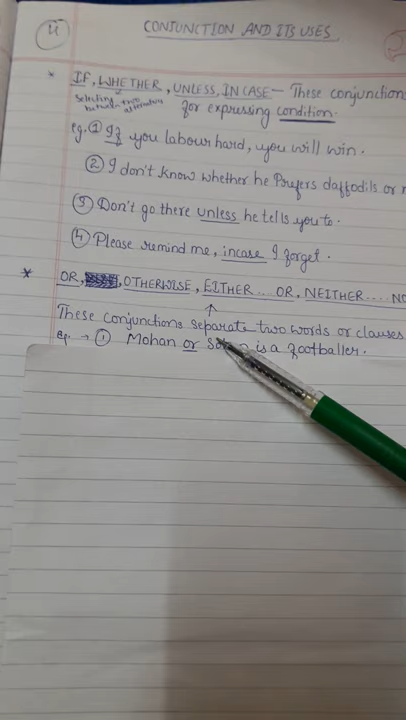 4
CONJUNCTION AND ITS USES
* IF, WHETHER, UNLESS, IN CASE - These conjunction
selecting between two alternatives
for expressing condition.
eg. ① If you labour hard, you will win.
② I don't know whether he Prefers daffodils or
③ Don't go there unless he tells you to.
④ Please remind me, incase I forget.
* OR, OTHERWISE, EITHER... OR, NEITHER.... NO
These conjunctions separate two words or clauses
eg. → ① Mohan or is a footballer.